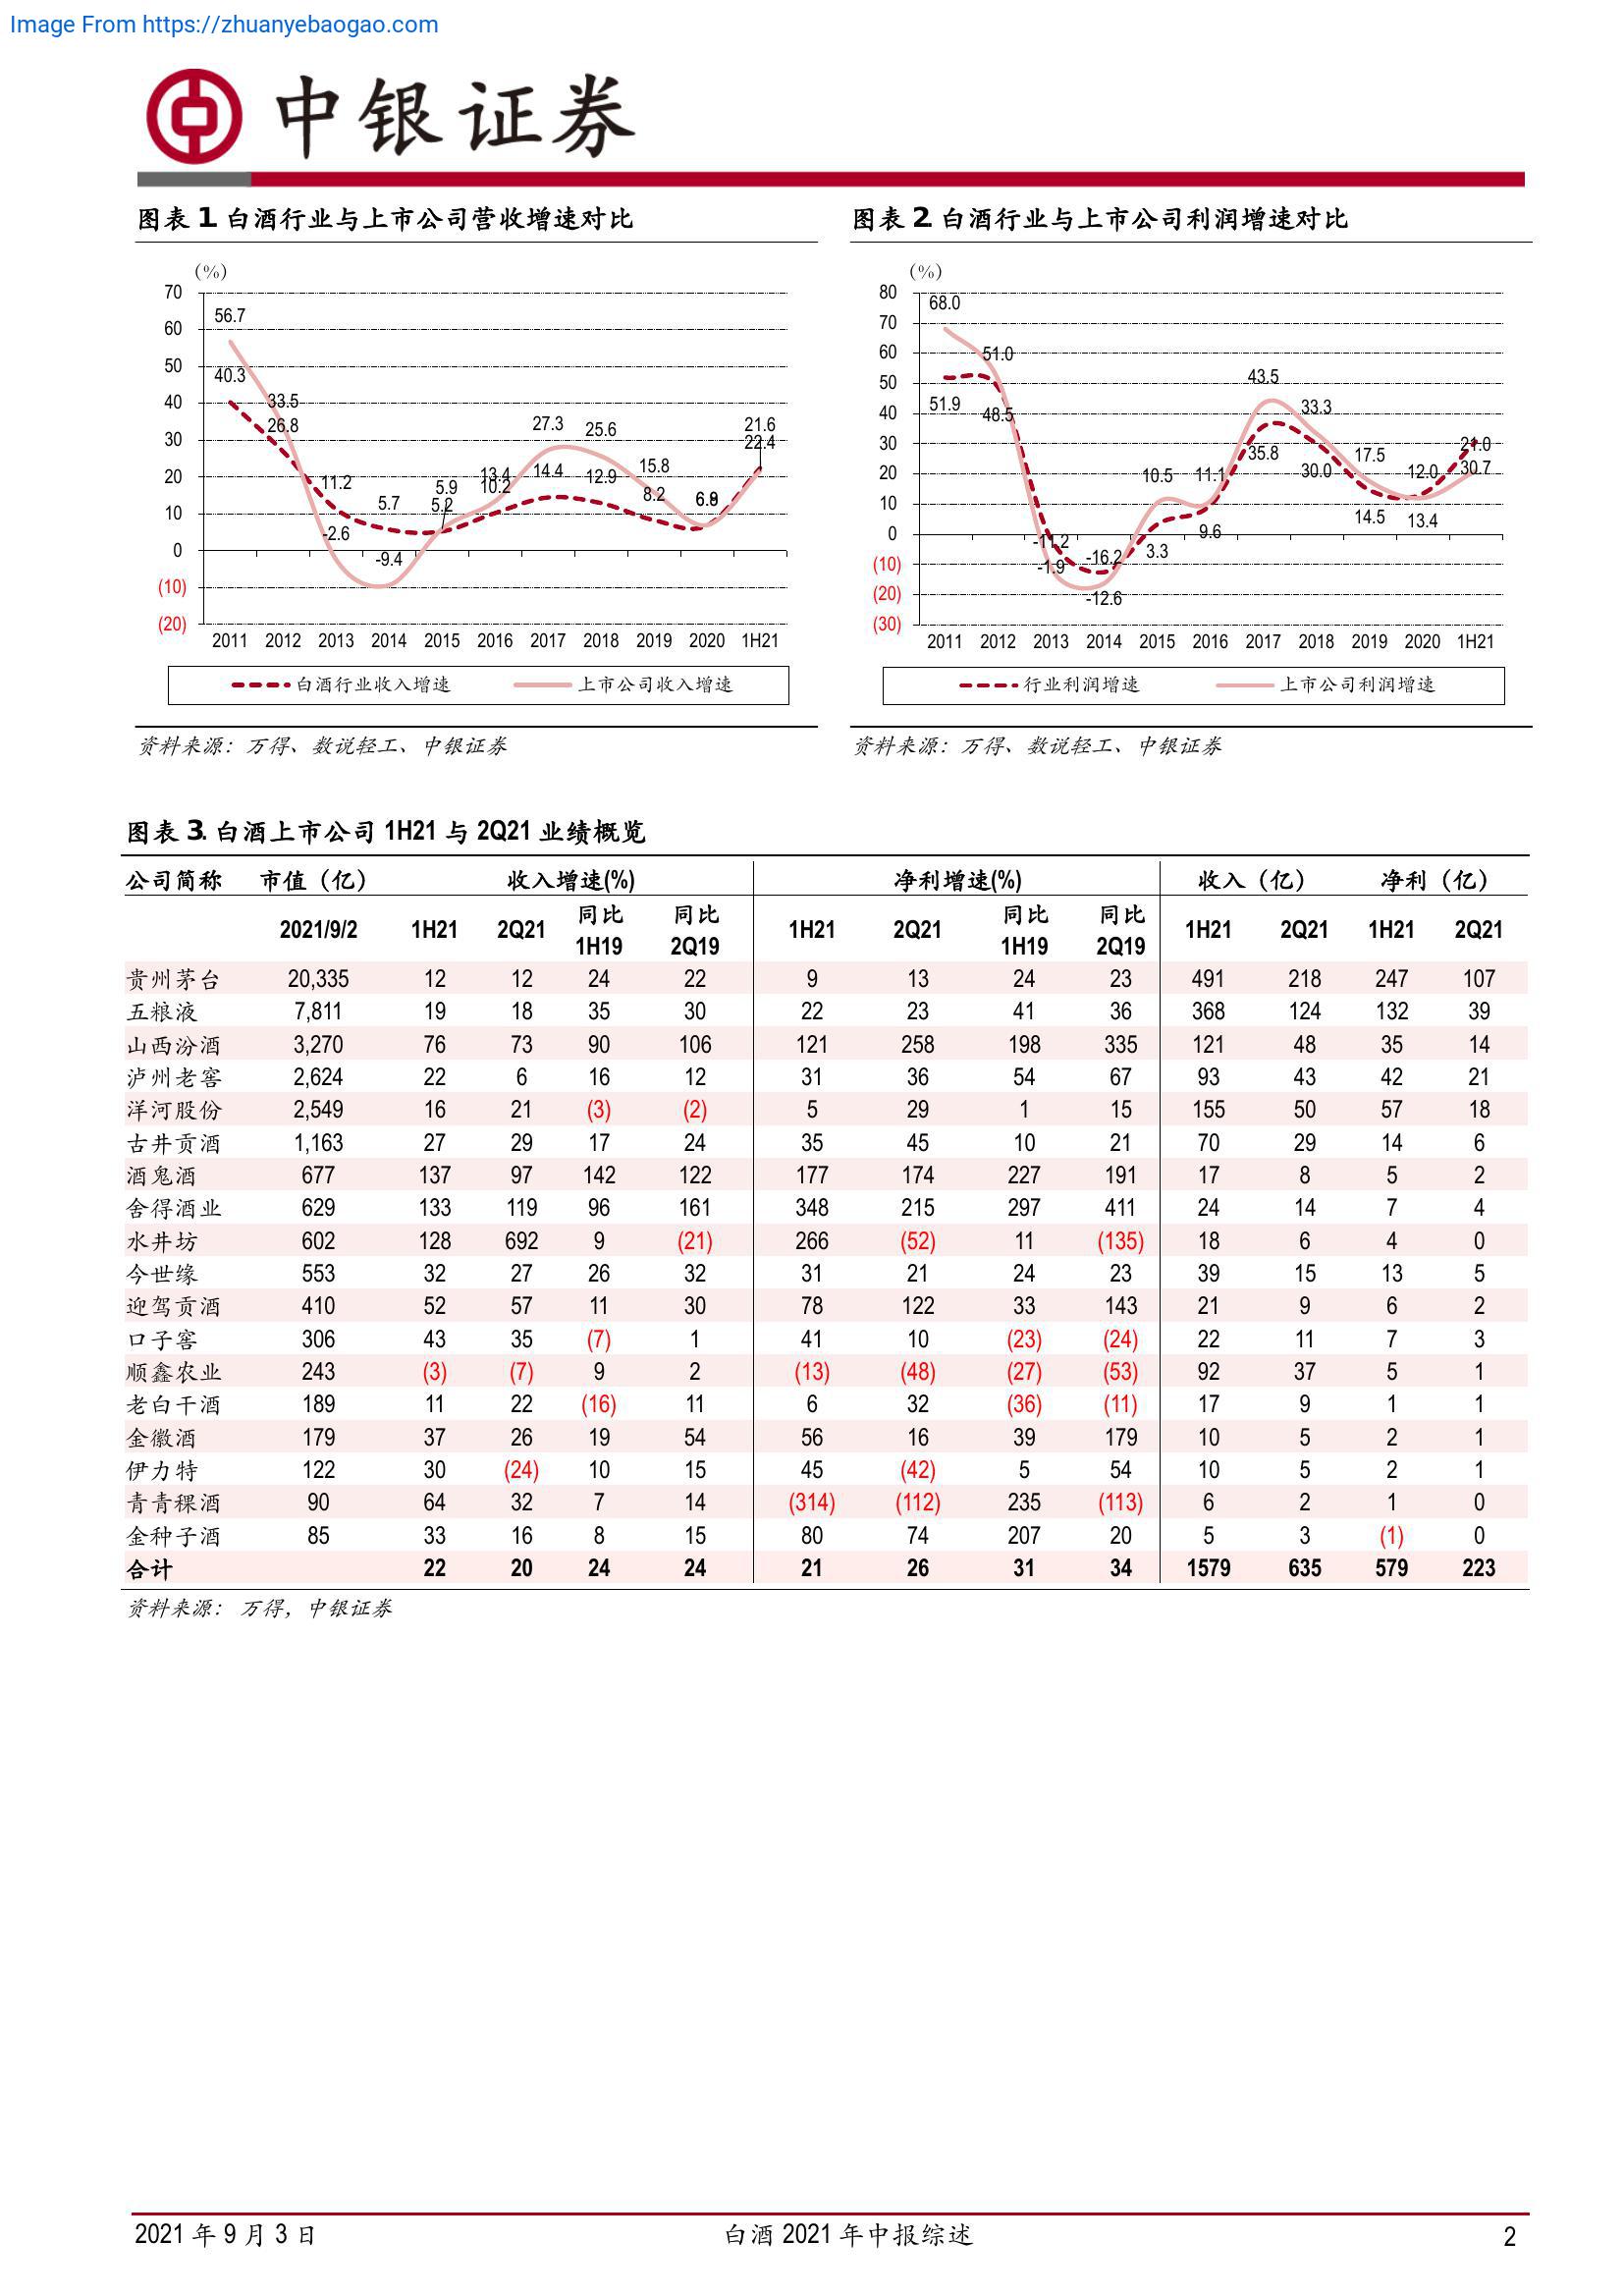 Image From https://zhuanyebaogao.com
中银证券
图表 1. 白酒行业与上市公司营收增速对比
(%)
70
60
50
40
30
20
10
0
(10)
(20)
56.7
40.3
33.5
26.8
11.2
-2.6
5.7
-9.4
5.9
5.2
13.4
10.2
27.3
14.4
25.6
12.9
15.8
8.2
21.6
22.4
2011 2012 2013 2014 2015 2016 2017 2018 2019 2020 1H21
白酒行业收入增速 上市公司收入增速
资料来源：万得、数说轻工、中银证券
图表 2. 白酒行业与上市公司利润增速对比
(%)
80
70
60
50
40
30
20
10
0
(10)
(20)
(30)
68.0
51.9
51.0
48.5
-11.2
-1.9
-16.2
-12.6
10.5
3.3
11.1
9.6
43.5
35.8
33.3
30.0
17.5
14.5
12.0
13.4
21.0
30.7
2011 2012 2013 2014 2015 2016 2017 2018 2019 2020 1H21
行业利润增速 上市公司利润增速
资料来源：万得、数说轻工、中银证券
图表 3. 白酒上市公司 1H21 与 2Q21 业绩概览
公司简称 市值（亿） 收入增速(%) 净利增速(%) 收入（亿） 净利（亿）
2021/9/2 1H21 2Q21 同比 1H19 同比 2Q19 1H21 2Q21 同比 1H19 同比 2Q19 1H21 2Q21 1H21 2Q21
贵州茅台 20,335 12 12 24 22 9 13 24 23 491 218 247 107
五粮液 7,811 19 18 35 30 22 23 41 36 368 124 132 39
山西汾酒 3,270 76 73 90 106 121 258 198 335 121 48 35 14
泸州老窖 2,624 22 6 16 12 31 36 54 67 93 43 42 21
洋河股份 2,549 16 21 (3) (2) 5 29 1 15 155 50 57 18
古井贡酒 1,163 27 29 17 24 35 45 10 21 70 29 14 6
酒鬼酒 677 137 97 142 122 177 174 227 191 17 8 5 2
舍得酒业 629 133 119 96 161 348 215 297 411 24 14 7 4
水井坊 602 128 692 9 (21) 266 (52) 11 (135) 18 6 4 0
今世缘 553 32 27 26 32 31 21 24 23 39 15 13 5
迎驾贡酒 410 52 57 11 30 78 122 33 143 21 9 6 2
口子窖 306 43 35 (7) 1 41 10 (23) (24) 22 11 7 3
顺鑫农业 243 (3) (7) 9 2 (13) (48) (27) (53) 92 37 5 1
老白干酒 189 11 22 (16) 11 6 32 (36) (11) 17 9 1 1
金徽酒 179 37 26 19 54 56 16 39 179 10 5 2 1
伊力特 122 30 (24) 10 15 45 (42) 5 54 10 5 2 1
青青稞酒 90 64 32 7 14 (314) (112) 235 (113) 6 2 1 0
金种子酒 85 33 16 8 15 80 74 207 20 5 3 (1) 0
合计 22 20 24 24 21 26 31 34 1579 635 579 223
资料来源： 万得，中银证券
2021 年 9 月 3 日 白酒 2021 年中报综述 2